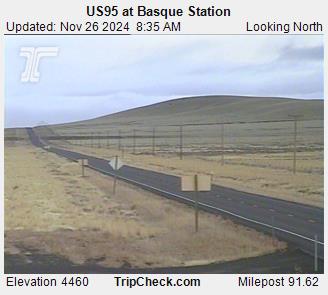 US95 at Basque Station
Updated: Nov 26 2024 8:35 AM Looking North
Elevation 4460 TripCheck.com Milepost 91.62